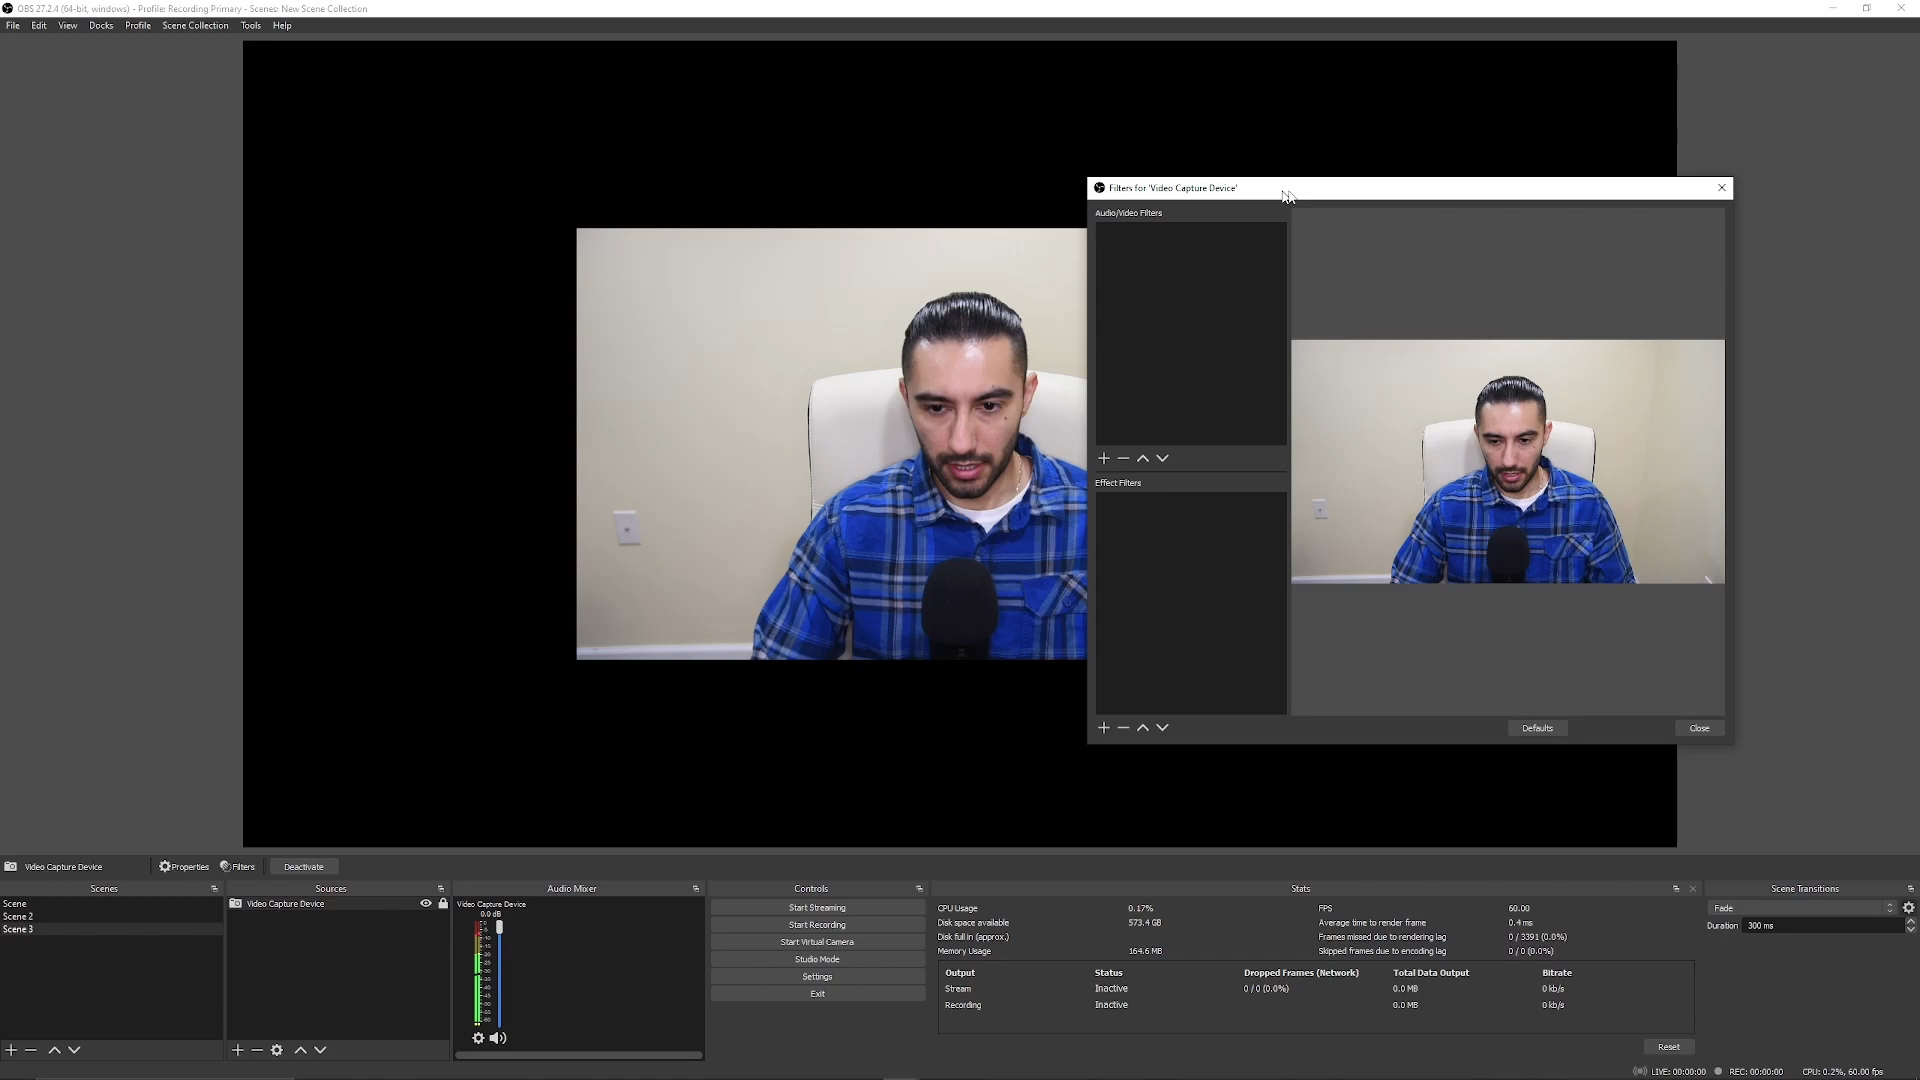 OBS 27.2.4 (64-bit, windows) - Profile: Recording Primary - Scenes: New Scene Collection
File Edit View Docks Profile Scene Collection Tools Help
Filters for 'Video Capture Device'
Audio/Video Filters
Effect Filters
Defaults Close
Video Capture Device Properties Filters Deactivate
Scenes
Scene
Scene 2
Scene 3
Sources
Video Capture Device
Audio Mixer
Video Capture Device
0.0 dB
Controls
Start Streaming
Start Recording
Start Virtual Camera
Studio Mode
Settings
Exit
Stats
CPU Usage 0.17% FPS 60.00
Disk space available 573.4 GB Average time to render frame 0.4 ms
Disk full in (approx.) Frames missed due to rendering lag 0 / 3391 (0.0%)
Memory Usage 164.6 MB Skipped frames due to encoding lag 0 / 0 (0.0%)
Output Status Dropped Frames (Network) Total Data Output Bitrate
Stream Inactive 0 / 0 (0.0%) 0.0 MB 0 kb/s
Recording Inactive 0.0 MB 0 kb/s
Reset
Scene Transitions
Fade
Duration 300 ms
LIVE: 00:00:00 REC: 00:00:00 CPU: 0.2%, 60.00 fps